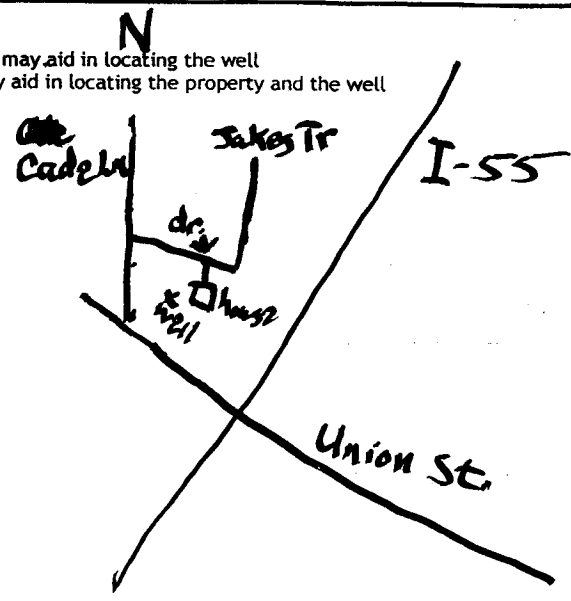 N
may aid in locating the well
y aid in locating the property and the well
Cade Ln
Jakes Tr
I-55
dr.
house
x
well
Union St.